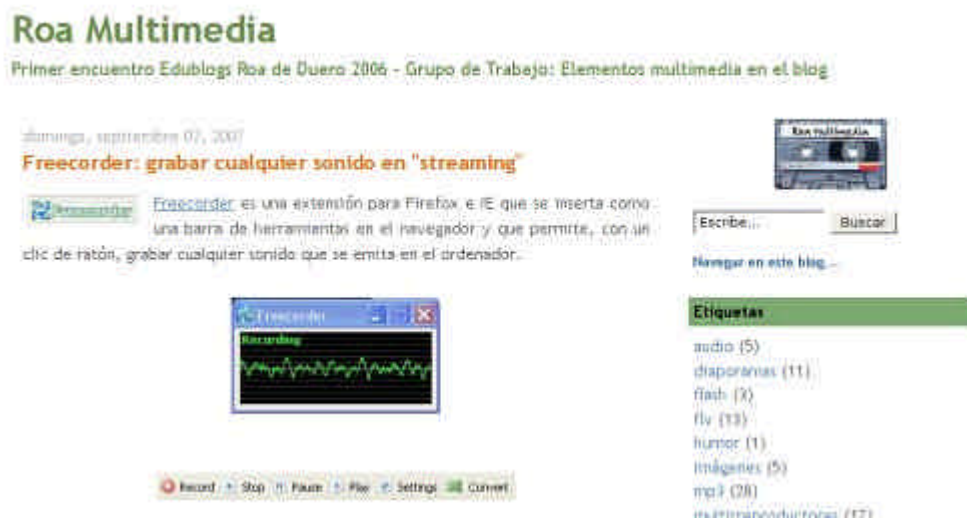 Roa Multimedia
Primer encuentro Edublogs Roa de Duero 2006 - Grupo de Trabajo: Elementos multimedia en el blog
domingo, septiembre 02, 2007
Freecorder: grabar cualquier sonido en "streaming"
Freecorder
Freecorder es una extensión para Firefox e IE que se inserta como
una barra de herramientas en el navegador y que permite, con un
clic de ratón, grabar cualquier sonido que se emita en el ordenador.
Freecorder
Recording
Record Stop Pause Play Settings Convert
Roa multimedia
Escribe... Buscar
Navegar en este blog...
Etiquetas
audio (5)
diaporamas (11)
flash (3)
flv (13)
humor (1)
imágenes (5)
mp3 (28)
multirreproductores (17)